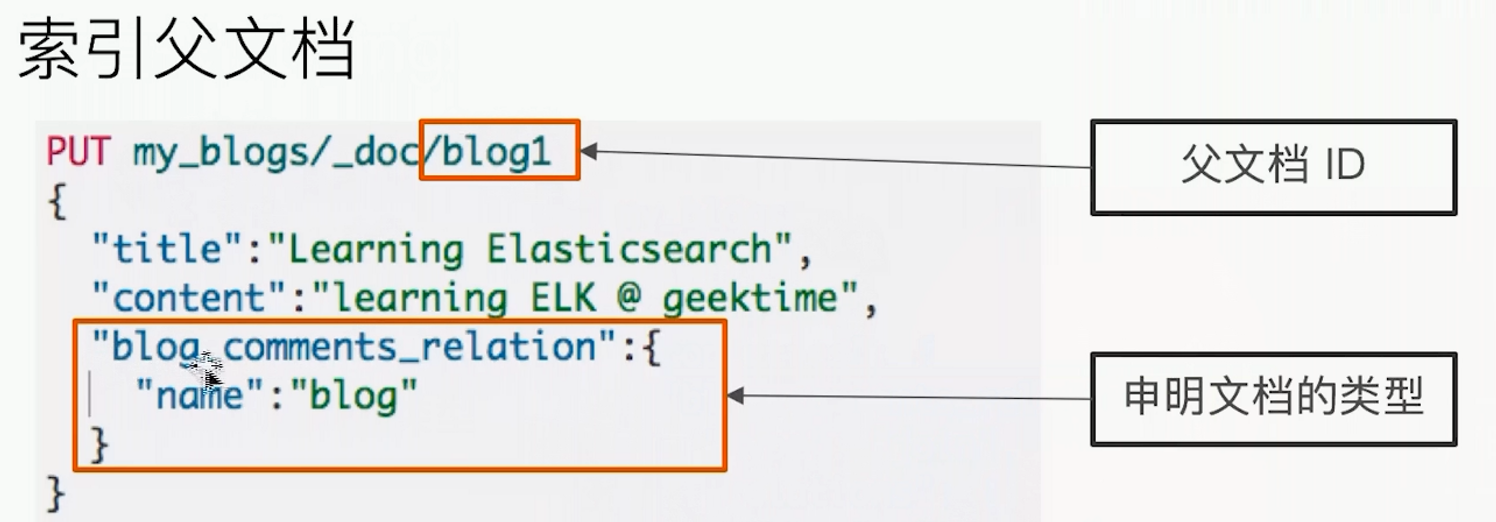 索引父文档
PUT my_blogs/_doc/blog1
父文档 ID
{
"title":"Learning Elasticsearch",
"content":"learning ELK @ geektime",
"blog_comments_relation":{
"name":"blog"
申明文档的类型
}
}